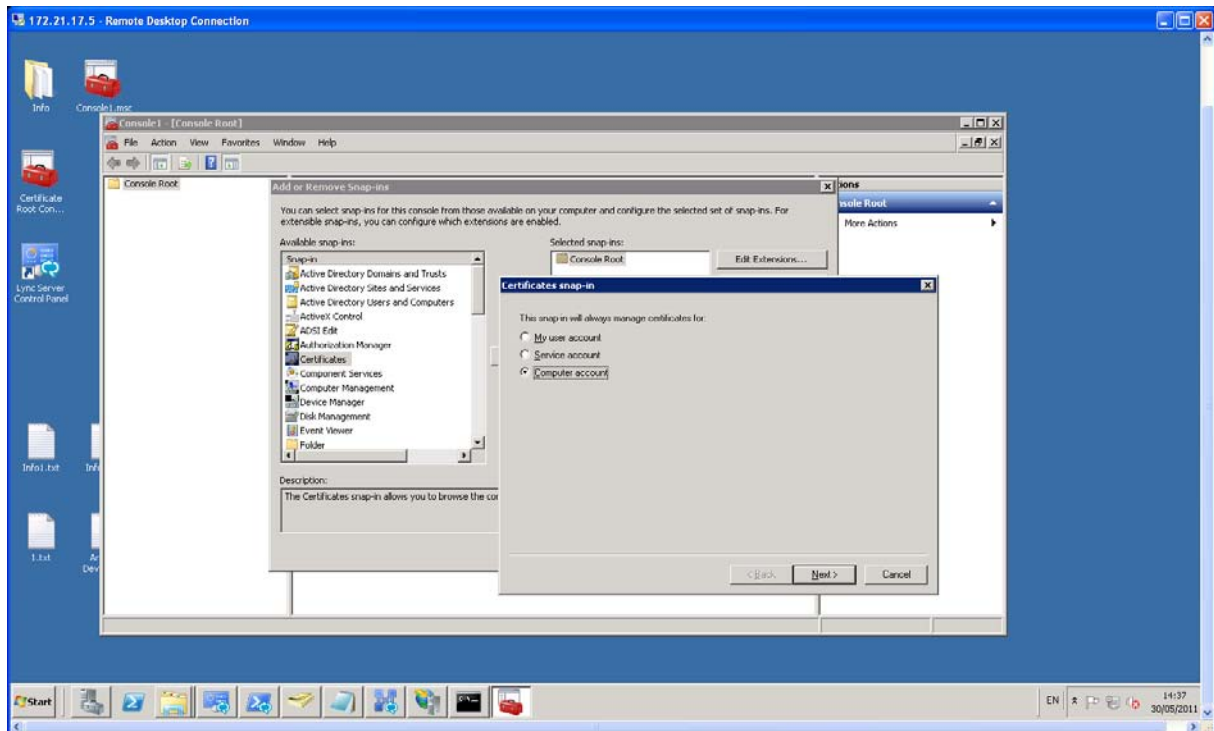 172.21.17.5 - Remote Desktop Connection
Info
Console1.msc
Console1 - [Console Root]
File Action View Favorites Window Help
Console Root
Certificate
Root Con...
Lync Server
Control Panel
Info1.txt
1.txt
Add or Remove Snap-ins
You can select snap-ins for this console from those available on your computer and configure the selected set of snap-ins. For
extensible snap-ins, you can configure which extensions are enabled.
Available snap-ins:
Selected snap-ins:
Snap-in
Active Directory Domains and Trusts
Active Directory Sites and Services
Active Directory Users and Computers
ActiveX Control
ADSI Edit
Authorization Manager
Certificates
Component Services
Computer Management
Device Manager
Disk Management
Event Viewer
Folder
Console Root
Edit Extensions...
Description:
The Certificates snap-in allows you to browse the
Certificates snap-in
This snap-in will always manage certificates for:
My user account
Service account
Computer account
< Back
Next >
Cancel
More Actions
Start
EN
14:37
30/05/2011